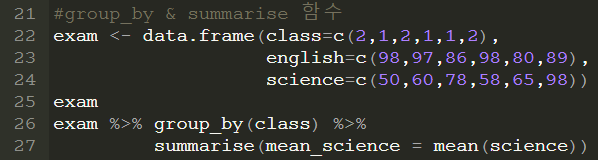 21 #group_by & summarise 함수
22 exam <- data.frame(class=c(2,1,2,1,1,2),
23 english=c(98,97,86,98,80,89),
24 science=c(50,60,78,58,65,98))
25 exam
26 exam %>% group_by(class) %>%
27 summarise(mean_science = mean(science))